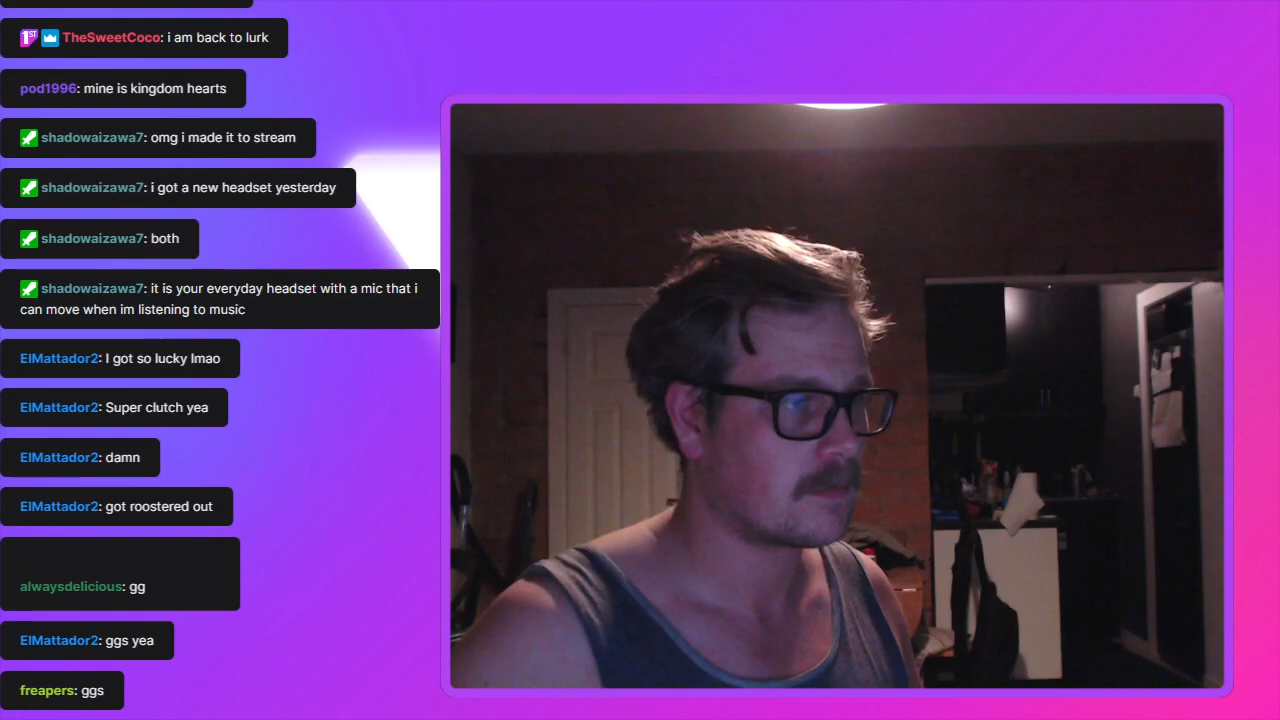 1ST TheSweetCoco: i am back to lurk
pod1996: mine is kingdom hearts
shadowaizawa7: omg i made it to stream
shadowaizawa7: i got a new headset yesterday
shadowaizawa7: both
shadowaizawa7: it is your everyday headset with a mic that i
can move when im listening to music
ElMattador2: I got so lucky lmao
ElMattador2: Super clutch yea
ElMattador2: damn
ElMattador2: got roostered out
alwaysdelicious: gg
ElMattador2: ggs yea
freapers: ggs